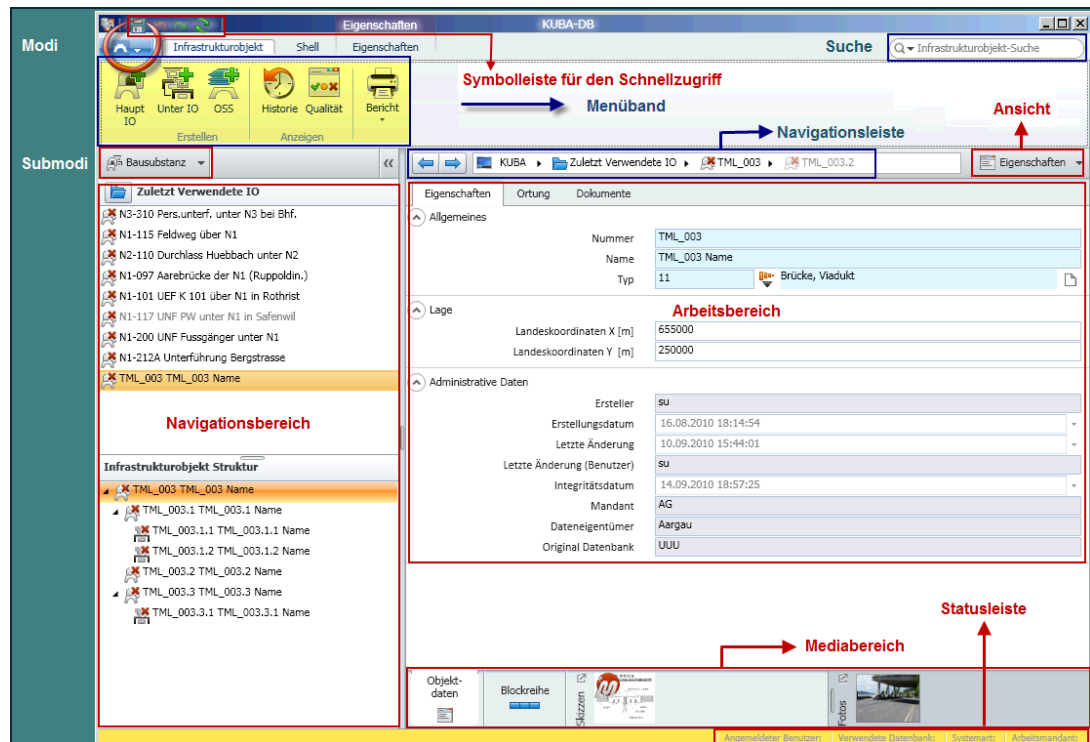 Eigenschaften KUBA-DB
Modi
Infrastrukturobjekt Shell Eigenschaften
Suche
Infrastrukturobjekt-Suche
Symbolleiste für den Schnellzugriff
Haupt IO
Unter IO
OSS
Historie
Qualität
Bericht
Erstellen
Anzeigen
Menüband
Navigationsleiste
Ansicht
Submodi
Bausubstanz
KUBA Zuletzt Verwendete IO TML_003 TML_003.2
Eigenschaften
Zuletzt Verwendete IO
N3-310 Pers.unterf. unter N3 bei Bhf.
N1-115 Feldweg über N1
N2-110 Durchlass Huebbach unter N2
N1-097 Aarebrücke der N1 (Ruppoldin.)
N1-101 UEF K 101 über N1 in Rothrist
N1-117 UNF PW unter N1 in Safenwil
N1-200 UNF Fussgänger unter N1
N1-212A Unterführung Bergstrasse
TML_003 TML_003 Name
Navigationsbereich
Infrastrukturobjekt Struktur
TML_003 TML_003 Name
TML_003.1 TML_003.1 Name
TML_003.1.1 TML_003.1.1 Name
TML_003.1.2 TML_003.1.2 Name
TML_003.2 TML_003.2 Name
TML_003.3 TML_003.3 Name
TML_003.3.1 TML_003.3.1 Name
Eigenschaften Ortung Dokumente
Allgemeines
Nummer TML_003
Name TML_003 Name
Typ 11 Brücke, Viadukt
Lage
Arbeitsbereich
Landeskoordinaten X [m] 655000
Landeskoordinaten Y [m] 250000
Administrative Daten
Ersteller su
Erstellungsdatum 16.08.2010 18:14:54
Letzte Änderung 10.09.2010 15:44:01
Letzte Änderung (Benutzer) su
Integritätsdatum 14.09.2010 18:57:25
Mandant AG
Dateneigentümer Aargau
Original Datenbank UUU
Statusleiste
Mediabereich
Objekt-
daten
Blockreihe
Skizzen
Fotos
Angemeldeter Benutzer: Verwendete Datenbank: Systemart: Arbeitsmandant: